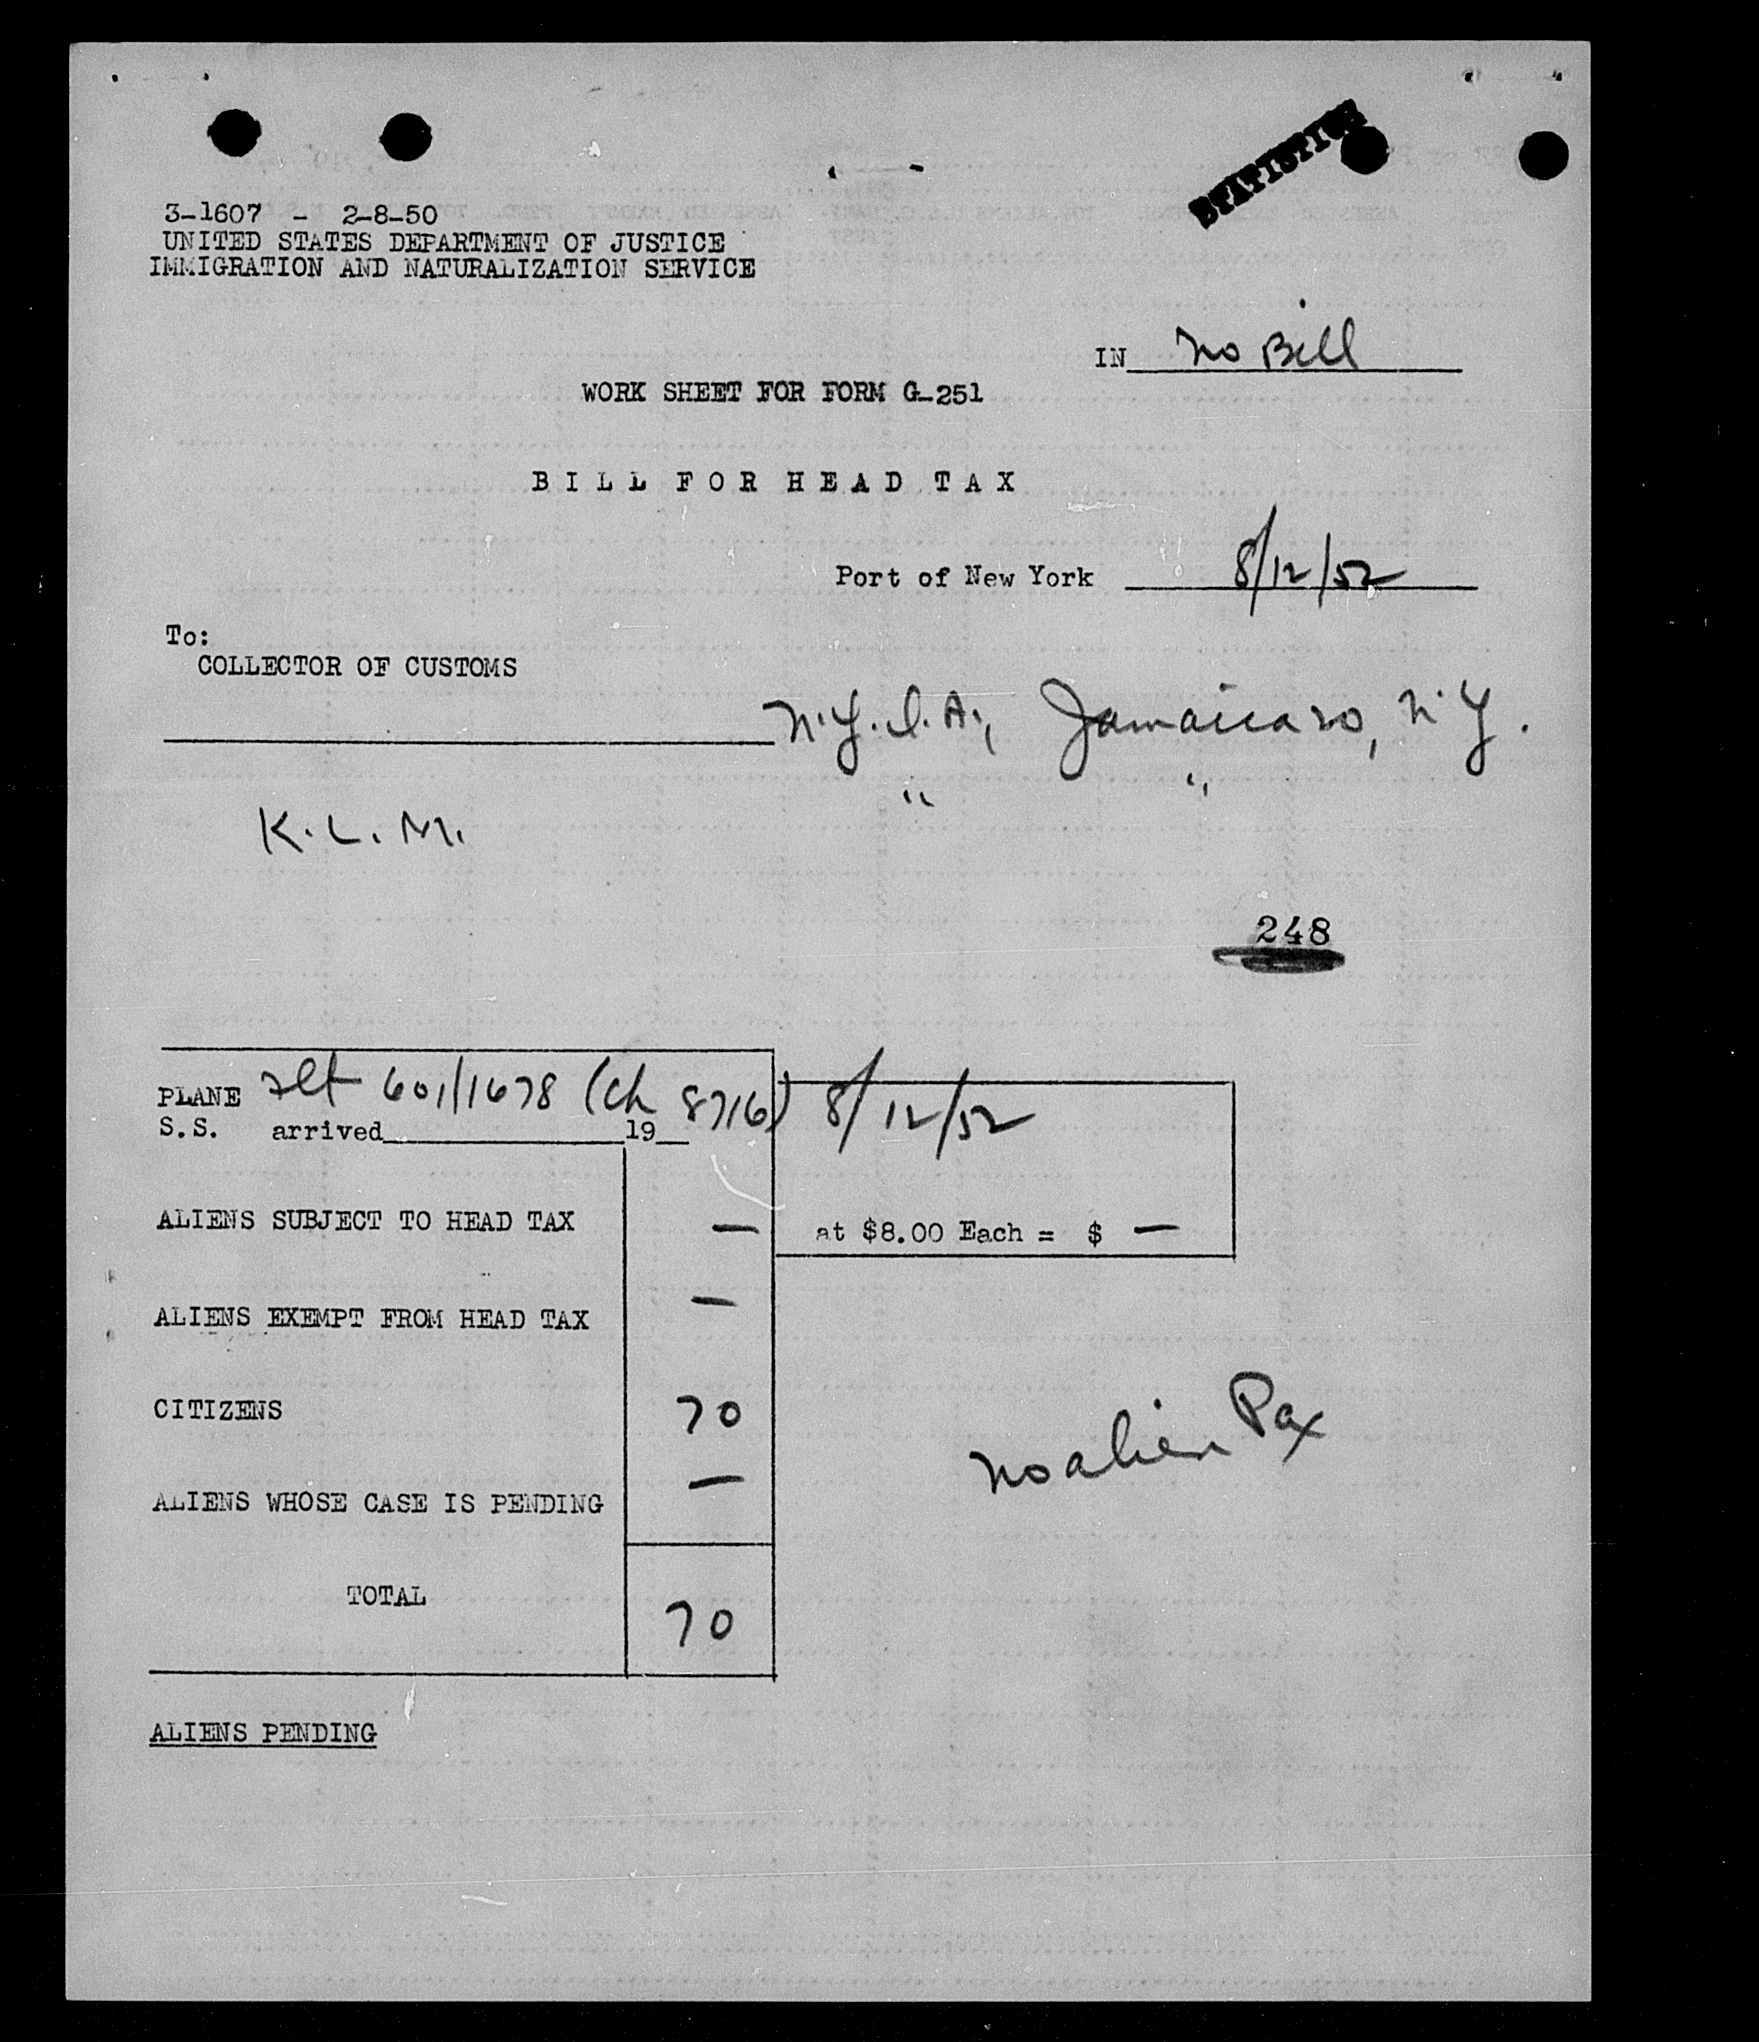 STATISTICS
3-1607 - 2-8-50
UNITED STATES DEPARTMENT OF JUSTICE
IMMIGRATION AND NATURALIZATION SERVICE
IN No Bill
WORK SHEET FOR FORM G-251
BILL FOR HEAD TAX
Port of New York 8/12/52
To:
COLLECTOR OF CUSTOMS
N.Y.I.A., Jamaica 30, N.Y.
" "
K.L.M.
248
PLANE flt 601/1678 (ch 8716) 8/12/52
S.S. arrived 19
ALIENS SUBJECT TO HEAD TAX — at $8.00 Each = $ —
ALIENS EXEMPT FROM HEAD TAX —
CITIZENS 70
No alien Pax
ALIENS WHOSE CASE IS PENDING —
TOTAL 70
ALIENS PENDING